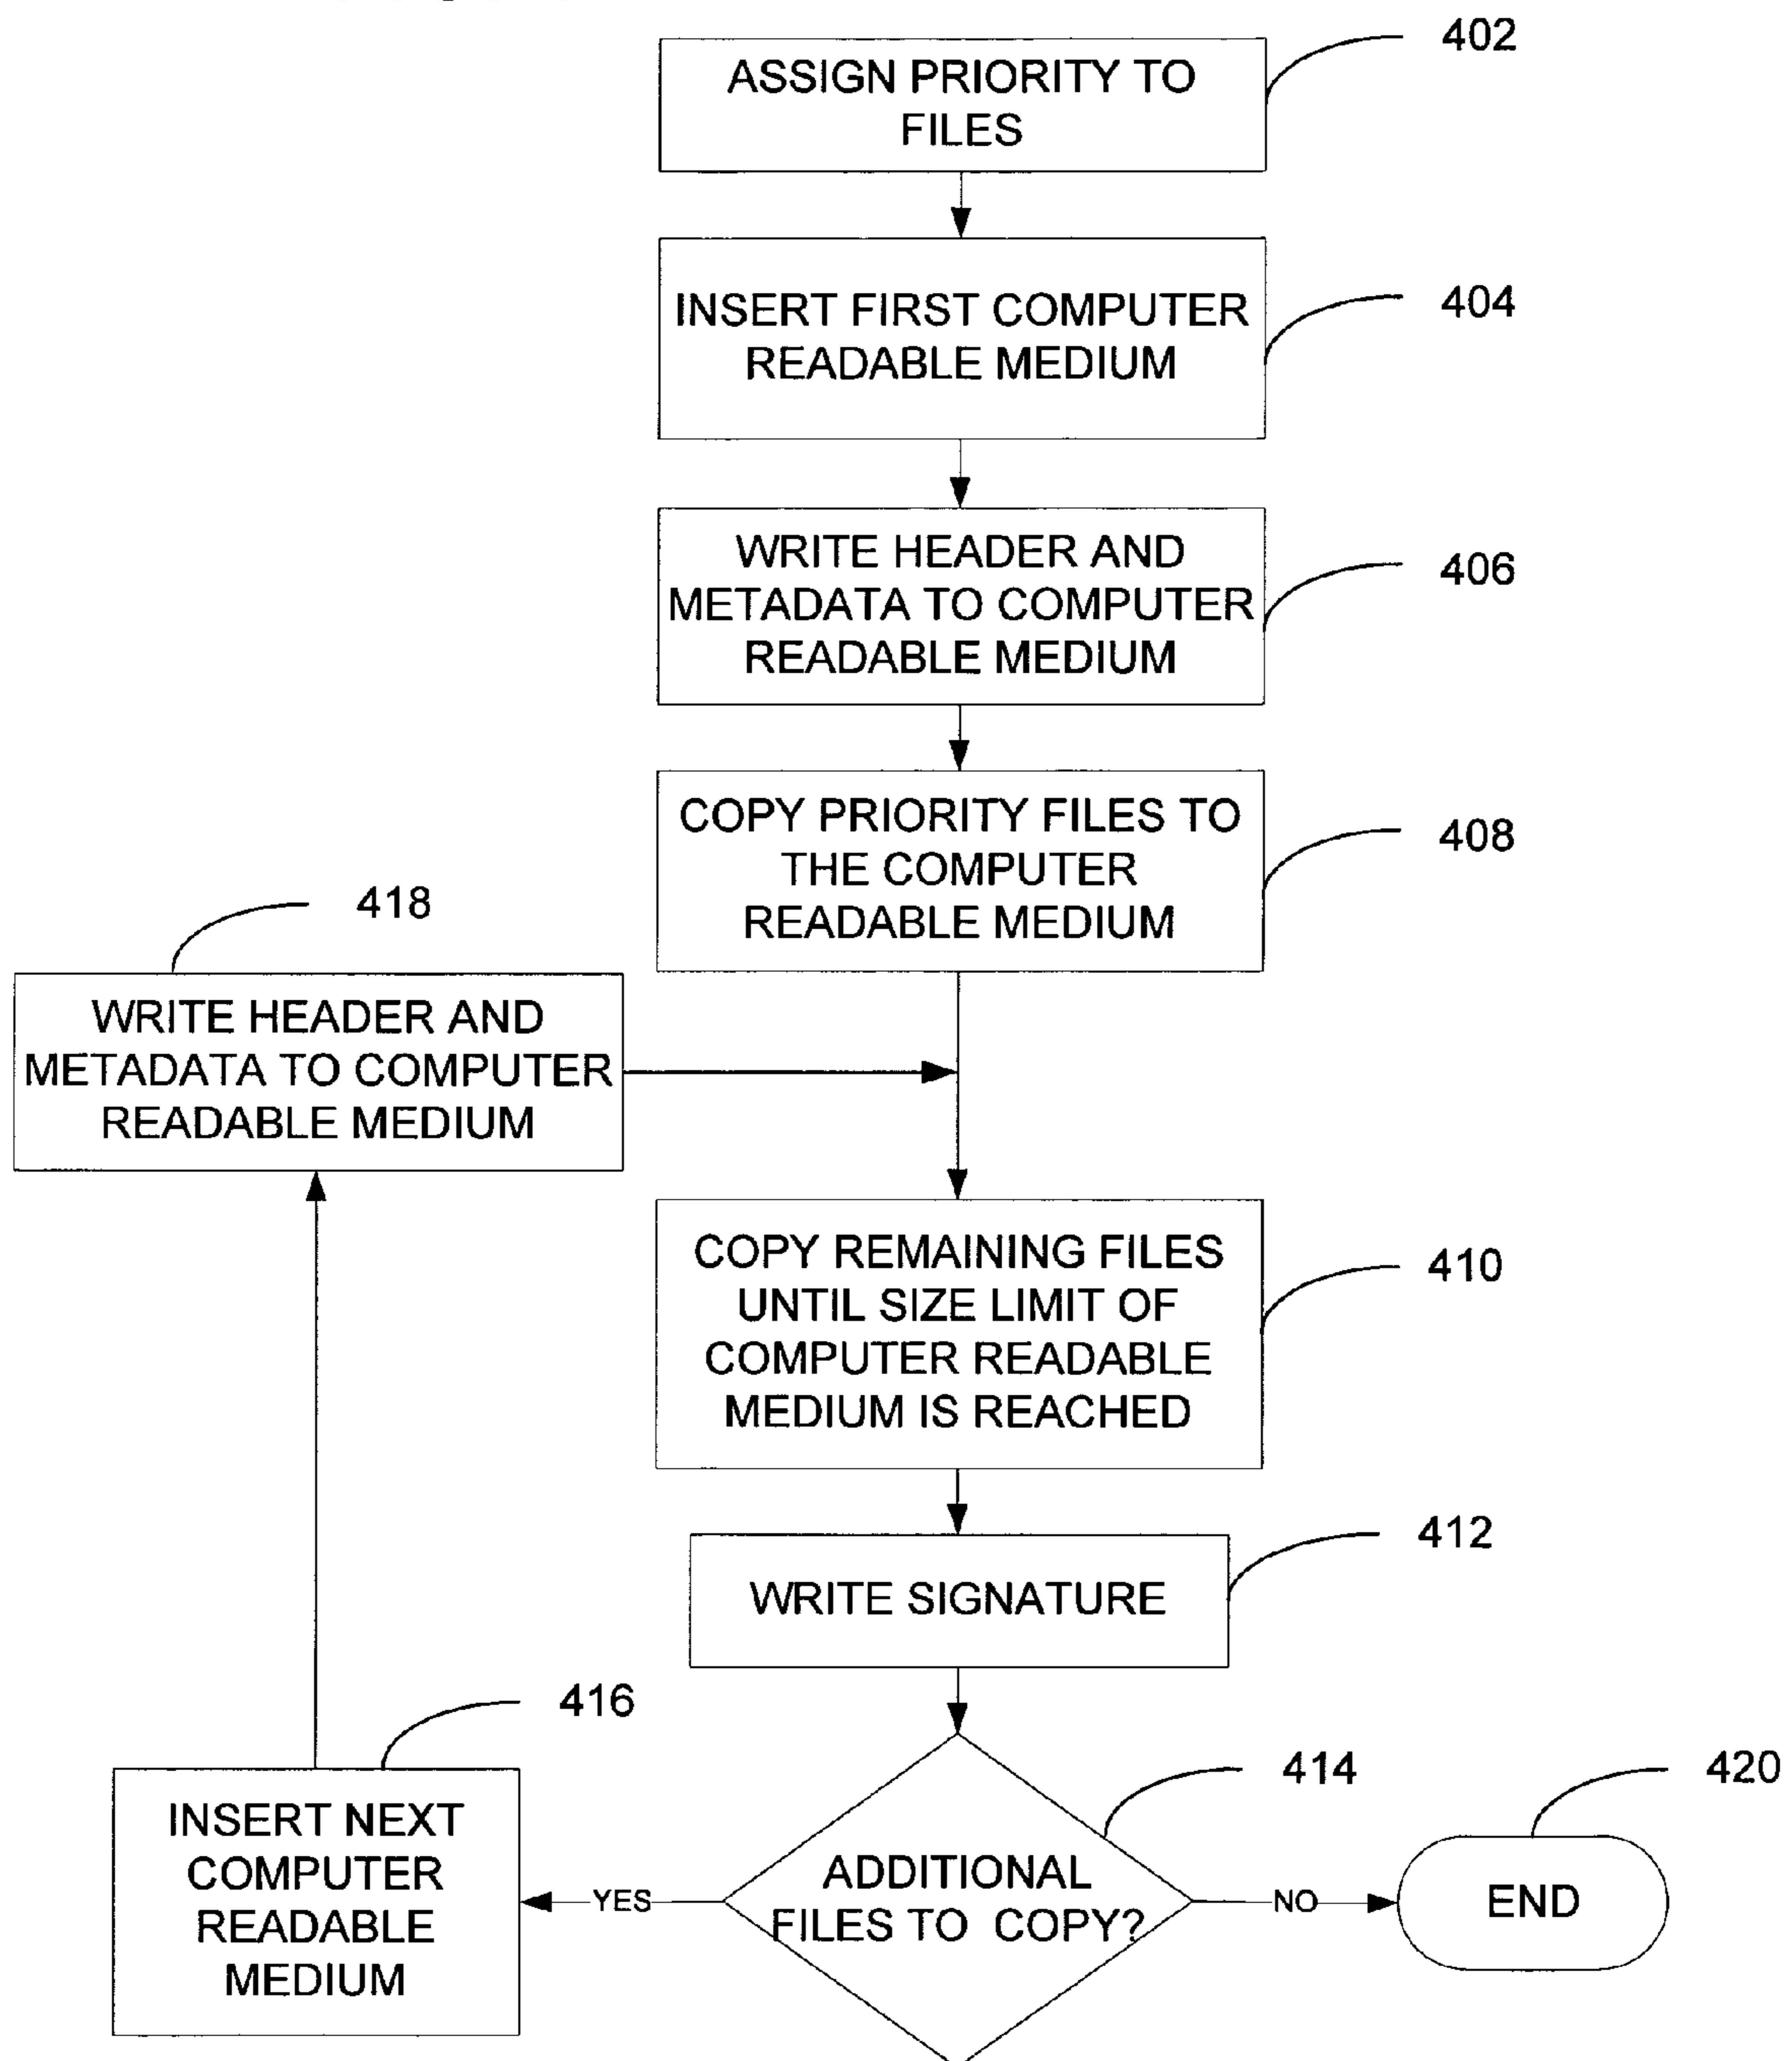 402
ASSIGN PRIORITY TO
FILES
404
INSERT FIRST COMPUTER
READABLE MEDIUM
406
WRITE HEADER AND
METADATA TO COMPUTER
READABLE MEDIUM
408
COPY PRIORITY FILES TO
THE COMPUTER
READABLE MEDIUM
418
WRITE HEADER AND
METADATA TO COMPUTER
READABLE MEDIUM
410
COPY REMAINING FILES
UNTIL SIZE LIMIT OF
COMPUTER READABLE
MEDIUM IS REACHED
412
WRITE SIGNATURE
416
INSERT NEXT
COMPUTER
READABLE
MEDIUM
YES
414
ADDITIONAL
FILES TO COPY?
NO
420
END